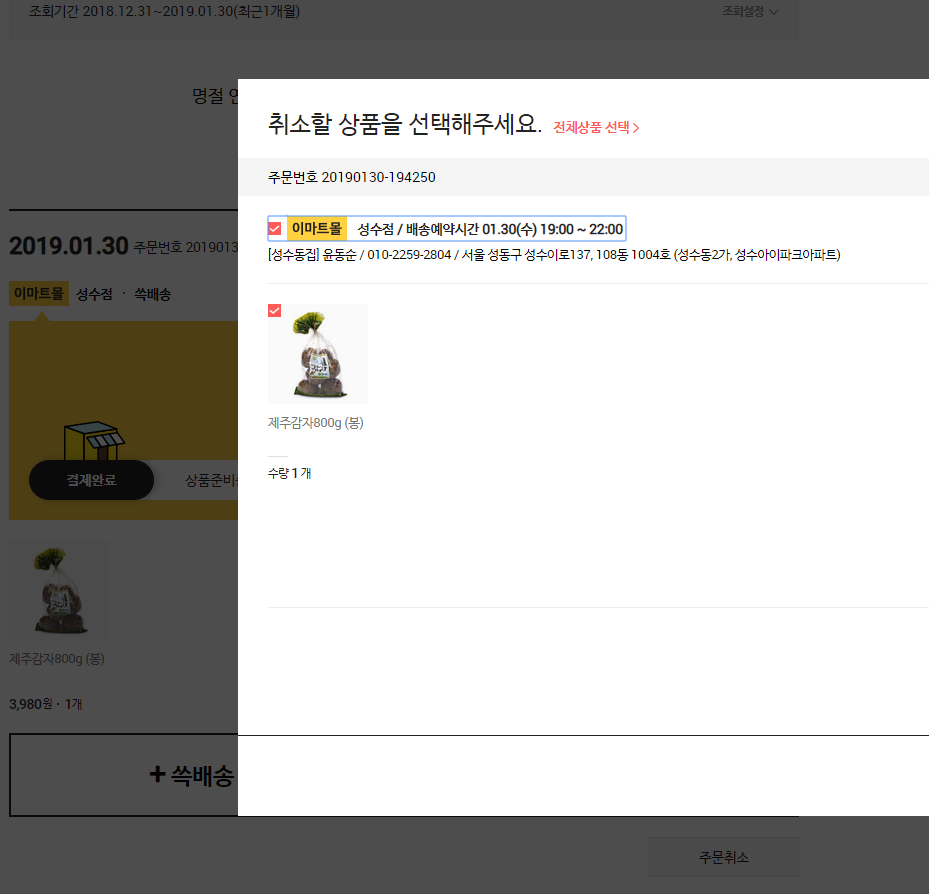 조회기간 2018.12.31~2019.01.30(최근1개월)
조회설정
명절
취소할 상품을 선택해주세요. 전체상품 선택 >
주문번호 20190130-194250
이마트몰 성수점 / 배송예약시간 01.30(수) 19:00 ~ 22:00
[성수동집] 윤동순 / 010-2259-2804 / 서울 성동구 성수이로137, 108동 1004호 (성수동2가, 성수아이파크아파트)
제주감자800g (봉)
수량 1 개
2019.01.30 주문번호 2019013
이마트몰 성수점 · 쓱배송
결제완료
상품준비
제주감자800g (봉)
3,980원 · 1개
+ 쓱배송
주문취소